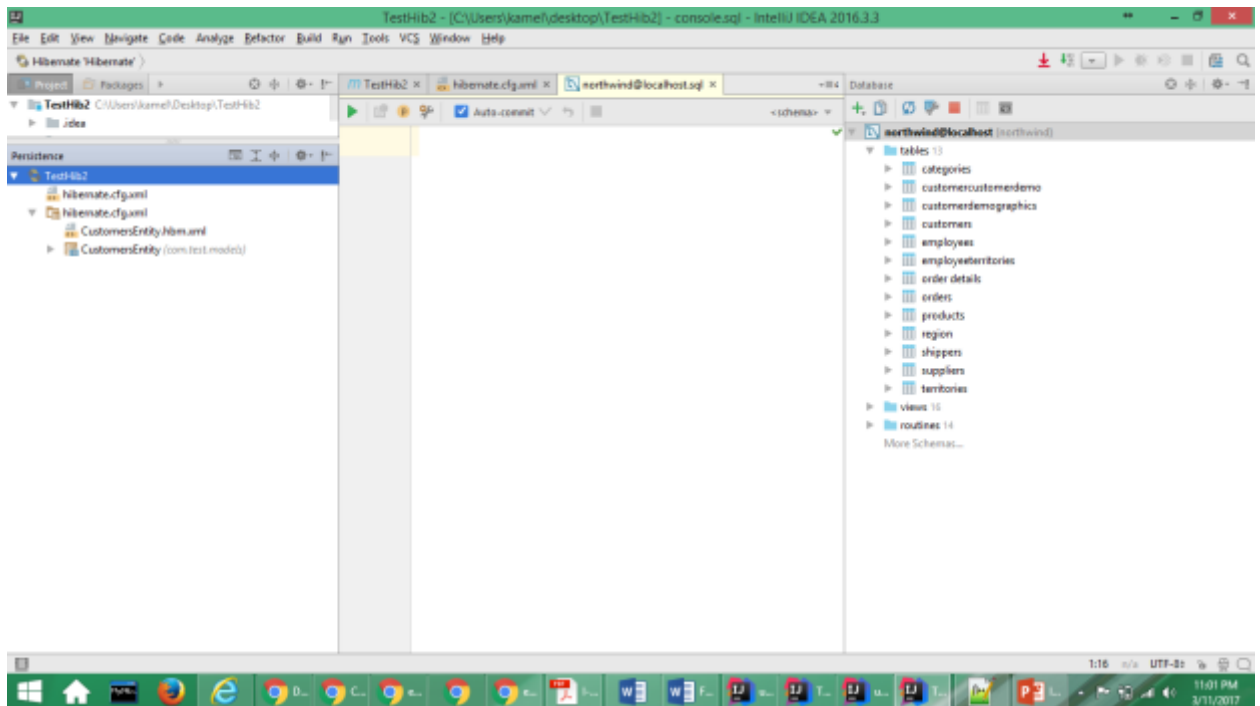 TestHib2 - [C:\Users\kamel\desktop\TestHib2] - console.sql - IntelliJ IDEA 2016.3.3
File Edit View Navigate Code Analyze Refactor Build Run Tools VCS Window Help
Hibernate 'Hibernate'
Project Packages
TestHib2 hibernate.cfg.xml northwind@localhost.sql
Database
TestHib2 C:\Users\kamel\Desktop\TestHib2
.idea
Auto-commit
<schema>
Persistence
TestHib2
hibernate.cfg.xml
hibernate.cfg.xml
CustomersEntity.hbm.xml
CustomersEntity (com.test.models)
northwind@localhost (northwind)
tables 13
categories
customercustomerdemo
customerdemographics
customers
employees
employeeterritories
order details
orders
products
region
shippers
suppliers
territories
views 16
routines 14
More Schemas...
1:16 n/a UTF-8
11:01 PM
3/11/2017